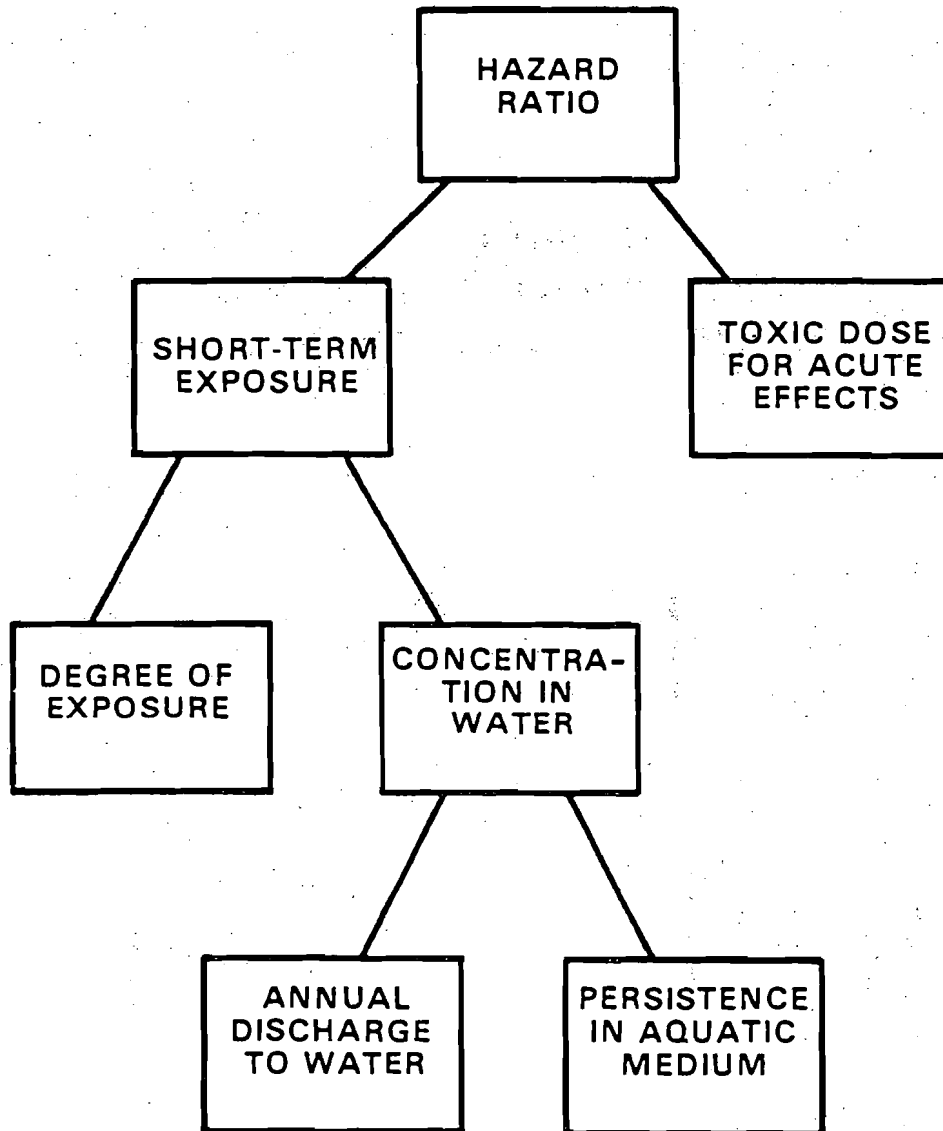 HAZARD
RATIO
SHORT-TERM
EXPOSURE
TOXIC DOSE
FOR ACUTE
EFFECTS
DEGREE OF
EXPOSURE
CONCENTRA-
TION IN
WATER
ANNUAL
DISCHARGE
TO WATER
PERSISTENCE
IN AQUATIC
MEDIUM